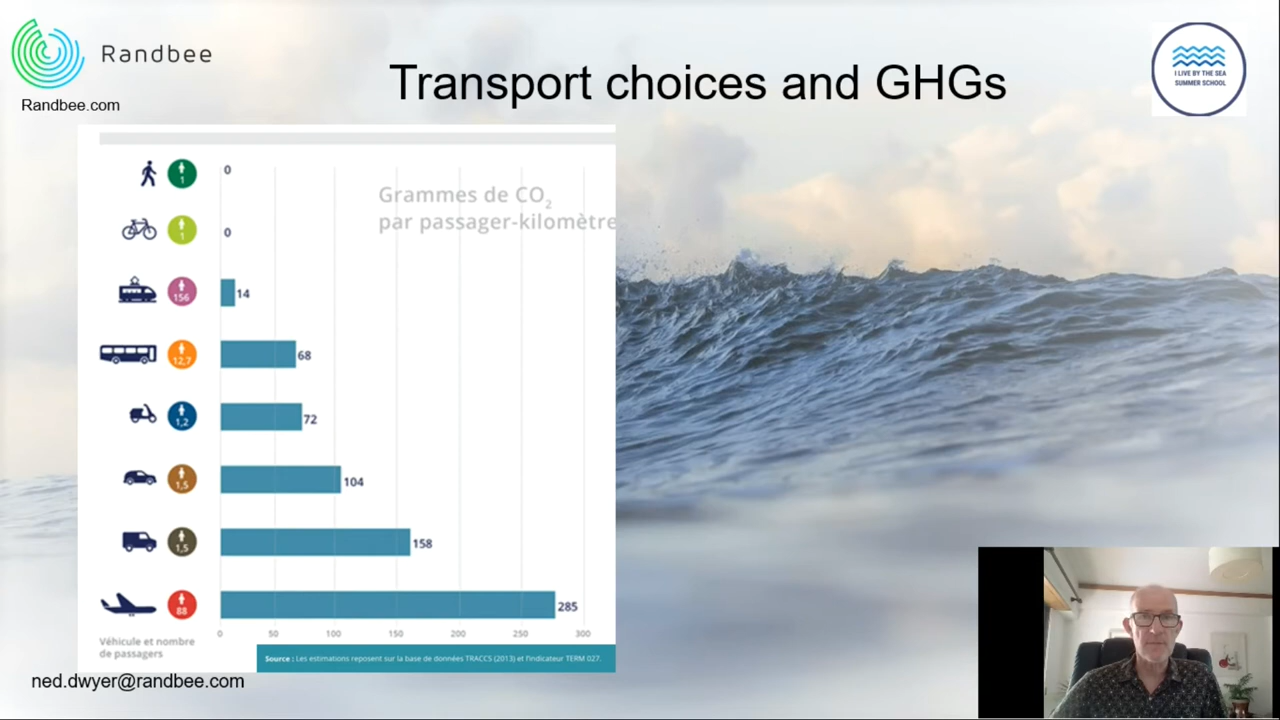 Randbee
Randbee.com
Transport choices and GHGs
I LIVE BY THE SEA
SUMMER SCHOOL
Grammes de CO2
par passager-kilomètre
1
0
1
0
156
14
12,7
68
1,2
72
1,5
104
1,5
158
88
285
0 50 100 150 200 250 300
Véhicule et nombre
de passagers
Source : Les estimations reposent sur la base de données TRACCS (2013) et l'indicateur TERM 027.
ned.dwyer@randbee.com